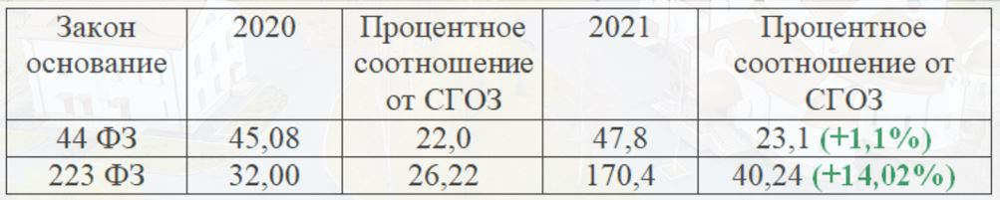 Закон основание 2020 Процентное соотношение от СГОЗ 2021 Процентное соотношение от СГОЗ
44 ФЗ 45,08 22,0 47,8 23,1 (+1,1%)
223 ФЗ 32,00 26,22 170,4 40,24 (+14,02%)